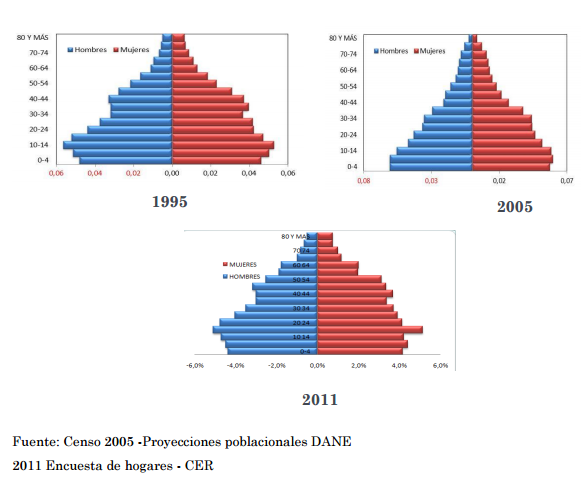 80 Y MÁS
70-74
60-64
50-54
40-44
30-34
20-24
10-14
0-4
Hombres Mujeres
0,06 0,04 0,02 0,00 0,02 0,04 0,06
1995
80 Y MÁS
70-74
60-64
50-54
40-44
30-34
20-24
10-14
0-4
Hombres Mujeres
0,08 0,03 0,02 0,07
2005
80 Y MÁS
70-74
60-64
50-54
40-44
30-34
20-24
10-14
0-4
MUJERES
HOMBRES
-6,0% -4,0% -2,0% 0,0% 2,0% 4,0% 6,0%
2011
Fuente: Censo 2005 -Proyecciones poblacionales DANE
2011 Encuesta de hogares - CER